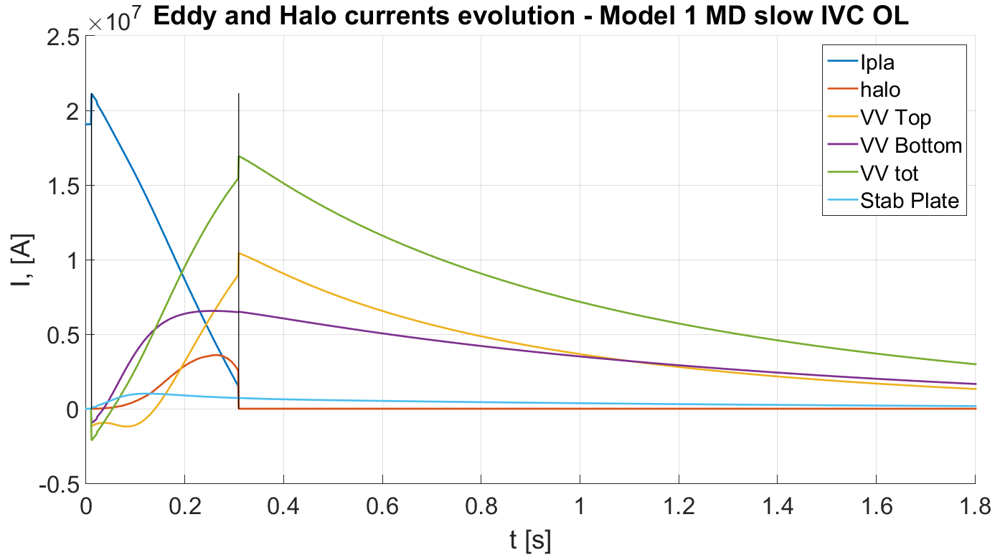 Eddy and Halo currents evolution - Model 1 MD slow IVC OL
×10⁷
2.5
2
1.5
1
0.5
0
-0.5
I, [A]
0 0.2 0.4 0.6 0.8 1 1.2 1.4 1.6 1.8
t [s]
Ipla
halo
VV Top
VV Bottom
VV tot
Stab Plate